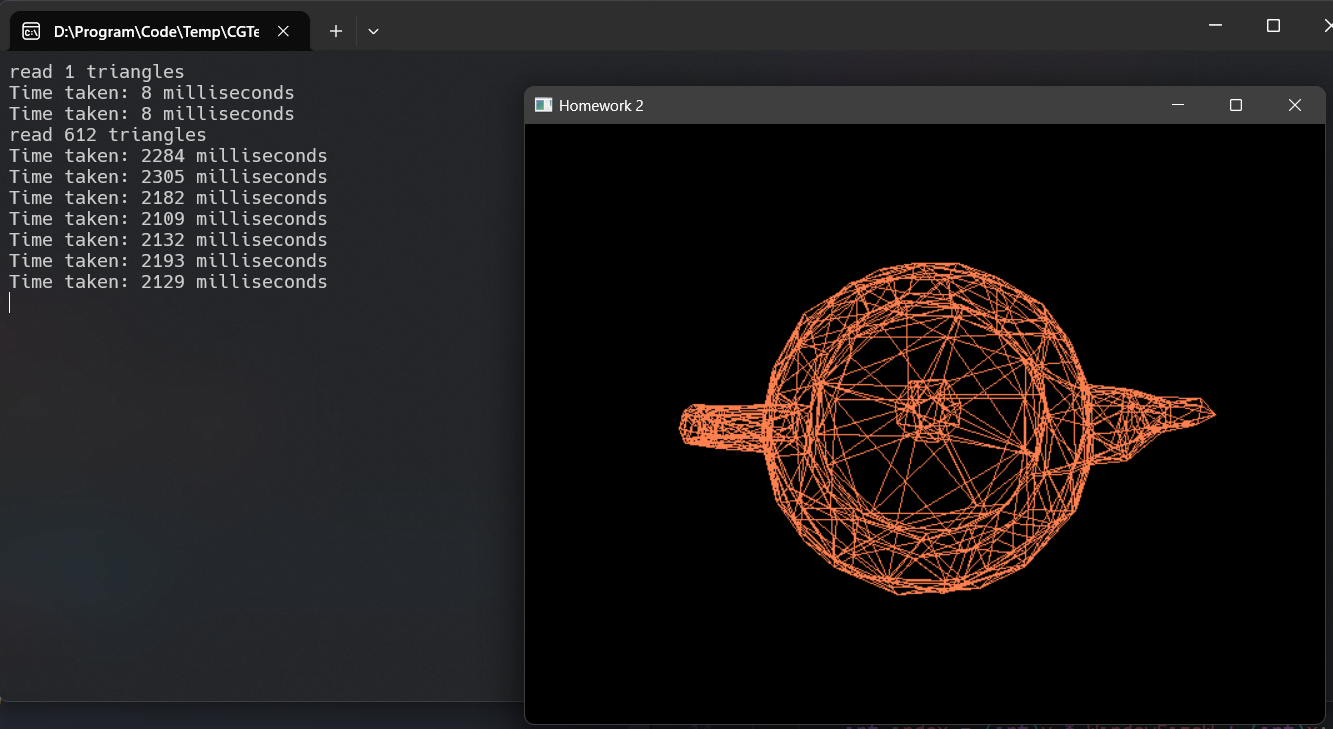 D:\Program\Code\Temp\CGTe
read 1 triangles
Time taken: 8 milliseconds
Time taken: 8 milliseconds
read 612 triangles
Time taken: 2284 milliseconds
Time taken: 2305 milliseconds
Time taken: 2182 milliseconds
Time taken: 2109 milliseconds
Time taken: 2132 milliseconds
Time taken: 2193 milliseconds
Time taken: 2129 milliseconds
Homework 2